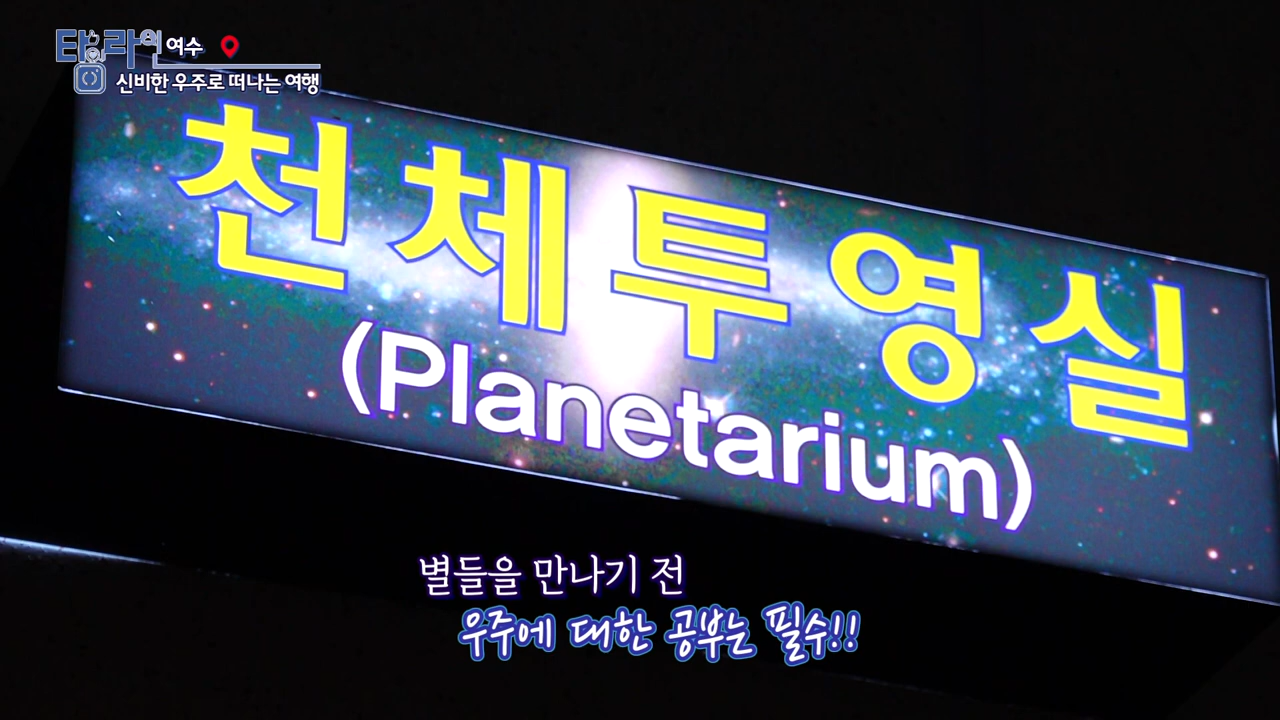 타임라인 여수
신비한 우주로 떠나는 여행
천체투영실
(Planetarium)
별들을 만나기 전
우주에 대한 공부는 필수!!